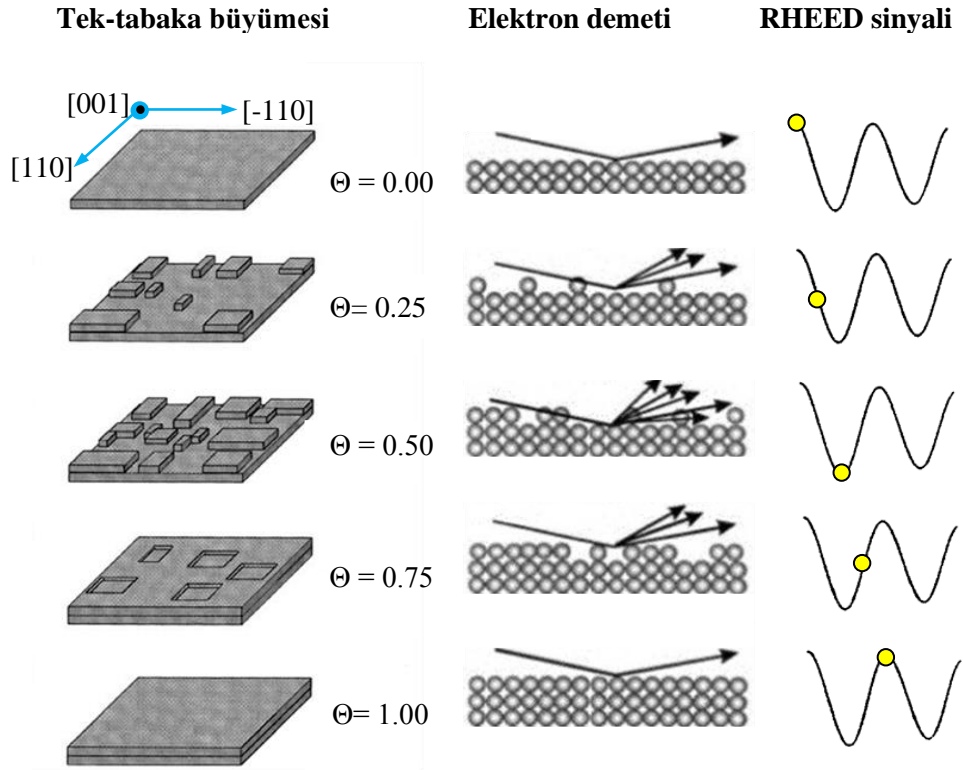 Tek-tabaka büyümesi
Elektron demeti
RHEED sinyali
[001]
[-110]
[110]
Θ = 0.00
Θ= 0.25
Θ = 0.50
Θ = 0.75
Θ= 1.00